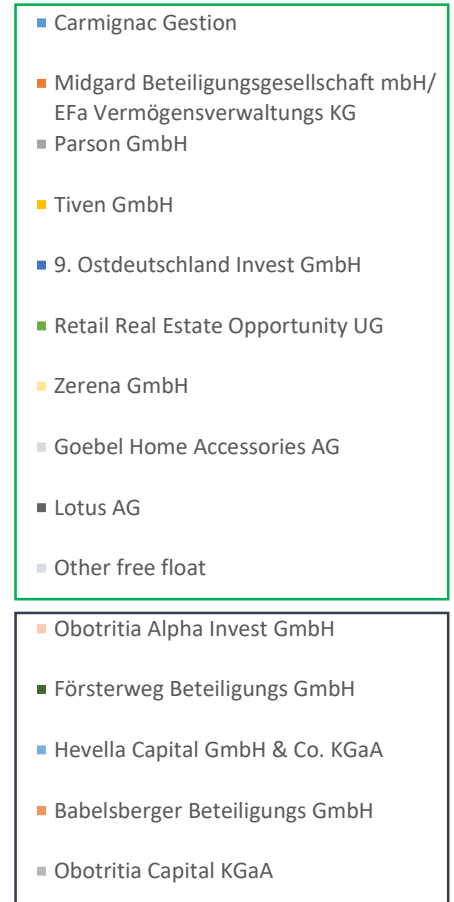 Carmignac Gestion
Midgard Beteiligungsgesellschaft mbH/
EFa Vermögensverwaltungs KG
Parson GmbH
Tiven GmbH
9. Ostdeutschland Invest GmbH
Retail Real Estate Opportunity UG
Zerena GmbH
Goebel Home Accessories AG
Lotus AG
Other free float
Obotritia Alpha Invest GmbH
Försterweg Beteiligungs GmbH
Hevella Capital GmbH & Co. KGaA
Babelsberger Beteiligungs GmbH
Obotritia Capital KGaA